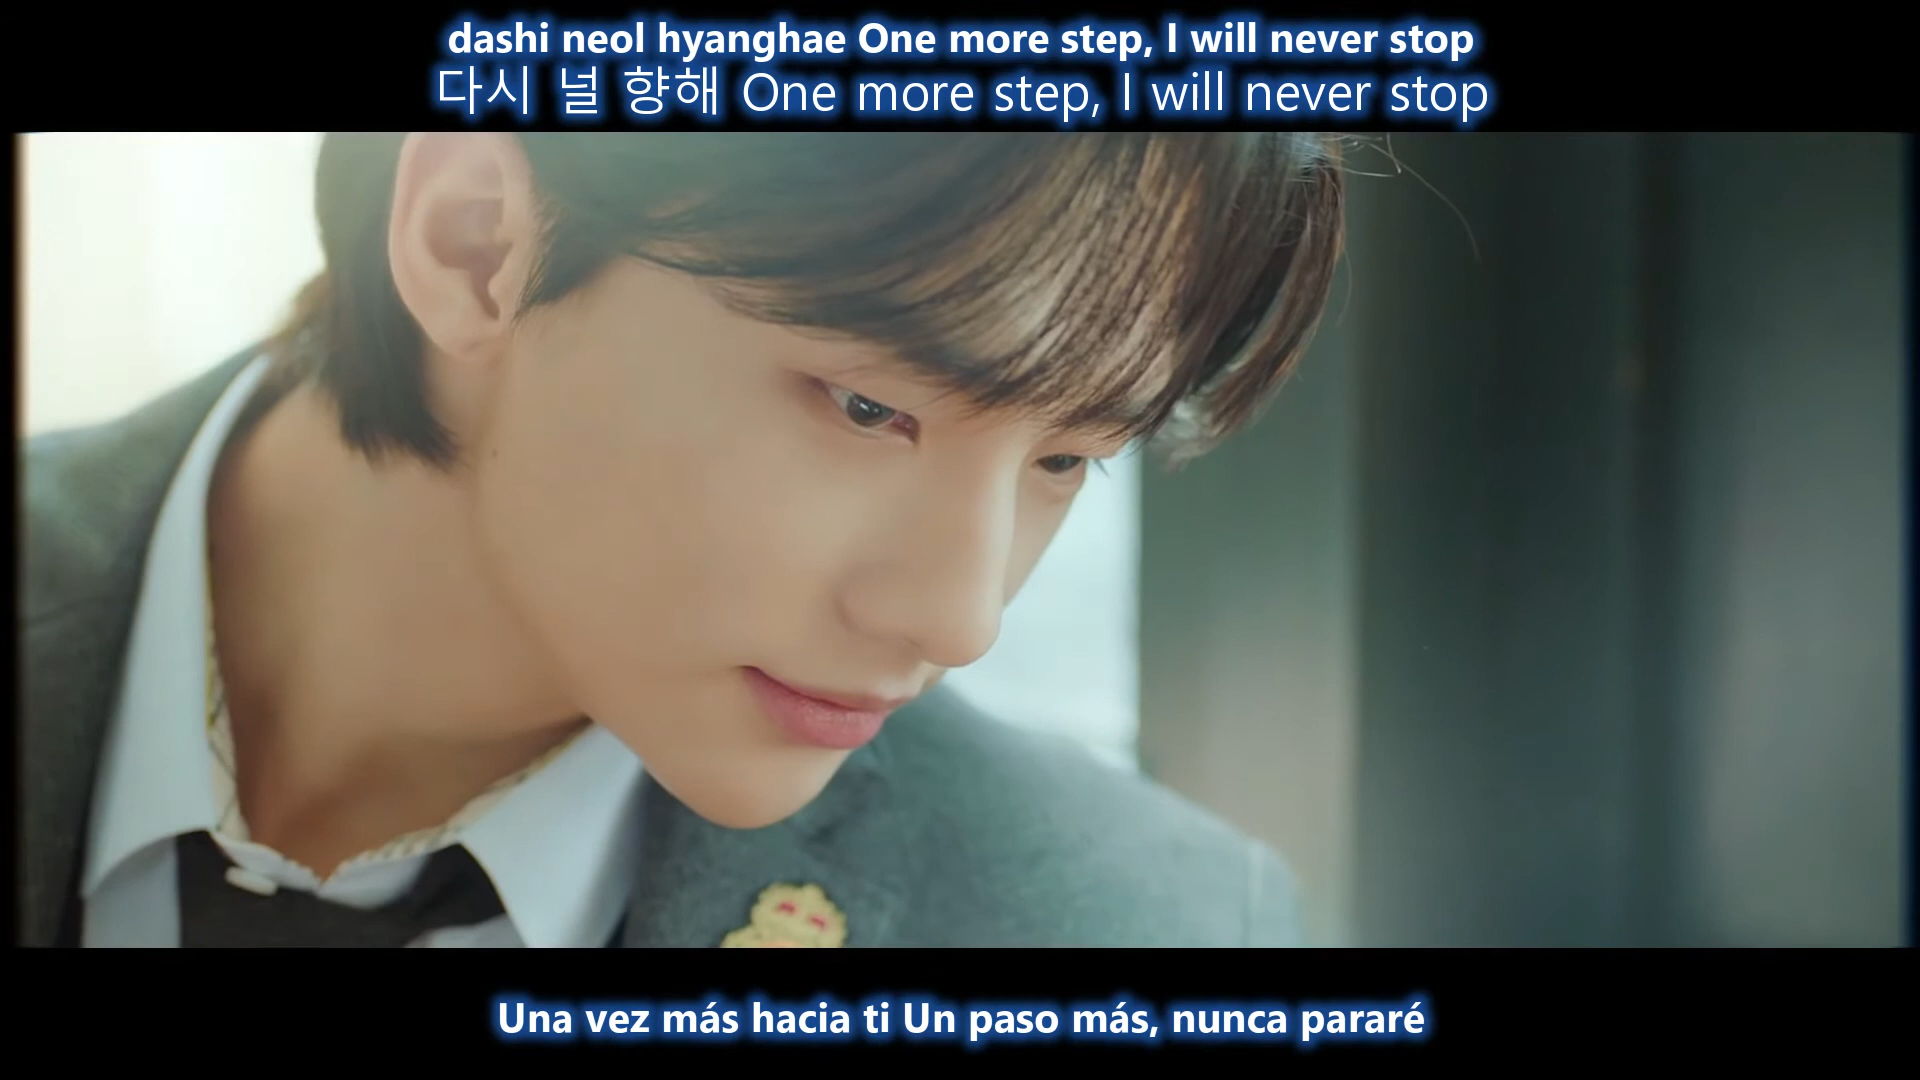 dashi neol hyanghae One more step, I will never stop
다시 널 향해 One more step, I will never stop
Una vez más hacia ti Un paso más, nunca pararé